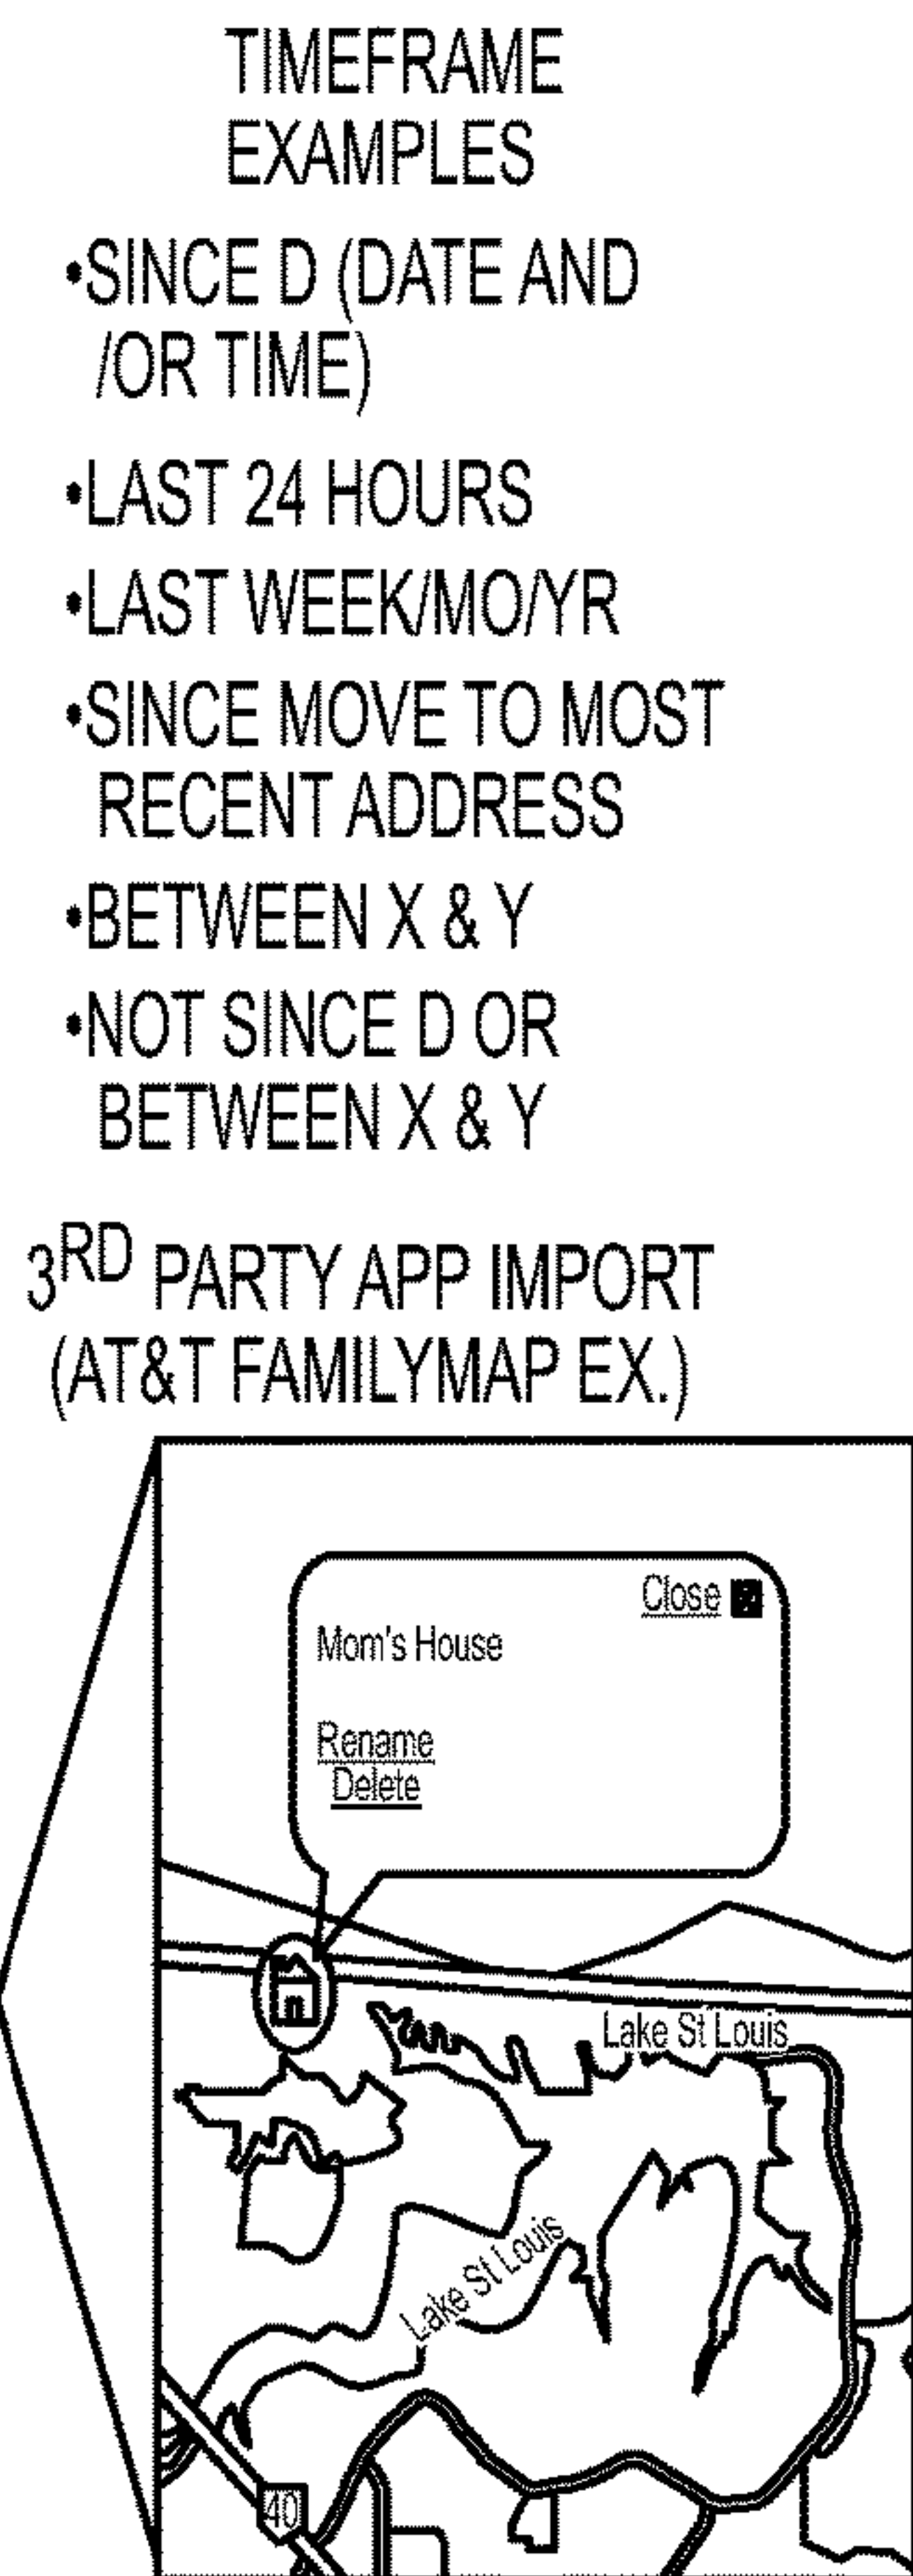 TIMEFRAME
EXAMPLES
•SINCE D (DATE AND
/OR TIME)
•LAST 24 HOURS
•LAST WEEK/MO/YR
•SINCE MOVE TO MOST
RECENT ADDRESS
•BETWEEN X & Y
•NOT SINCE D OR
BETWEEN X & Y
3RD PARTY APP IMPORT
(AT&T FAMILYMAP EX.)
Close
Mom's House
Rename
Delete
Lake St Louis
Lake St Louis
40